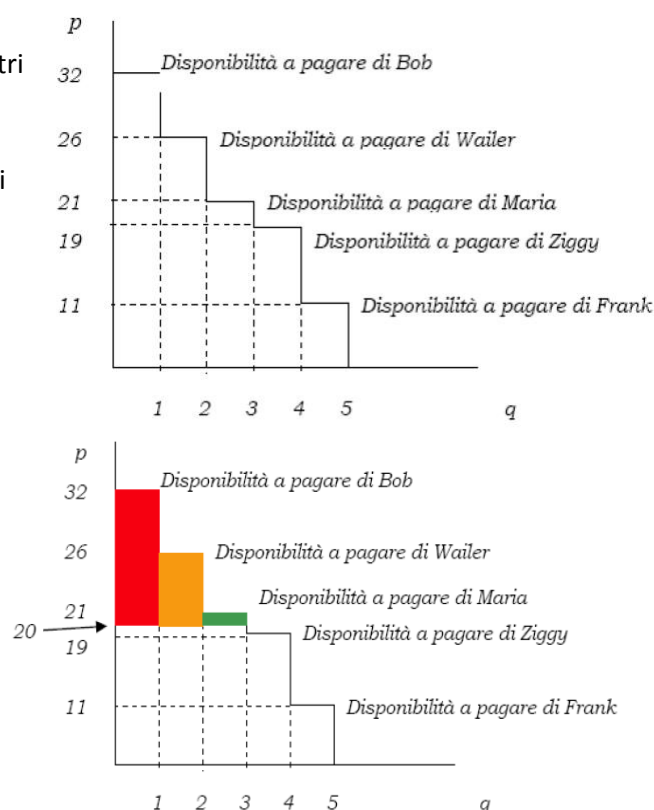 p
tri
32 Disponibilità a pagare di Bob
26 Disponibilità a pagare di Wailer
i
21 Disponibilità a pagare di Maria
19 Disponibilità a pagare di Ziggy
11 Disponibilità a pagare di Frank
1 2 3 4 5 q
p
32 Disponibilità a pagare di Bob
26 Disponibilità a pagare di Wailer
21 Disponibilità a pagare di Maria
20
19 Disponibilità a pagare di Ziggy
11 Disponibilità a pagare di Frank
1 2 3 4 5 q